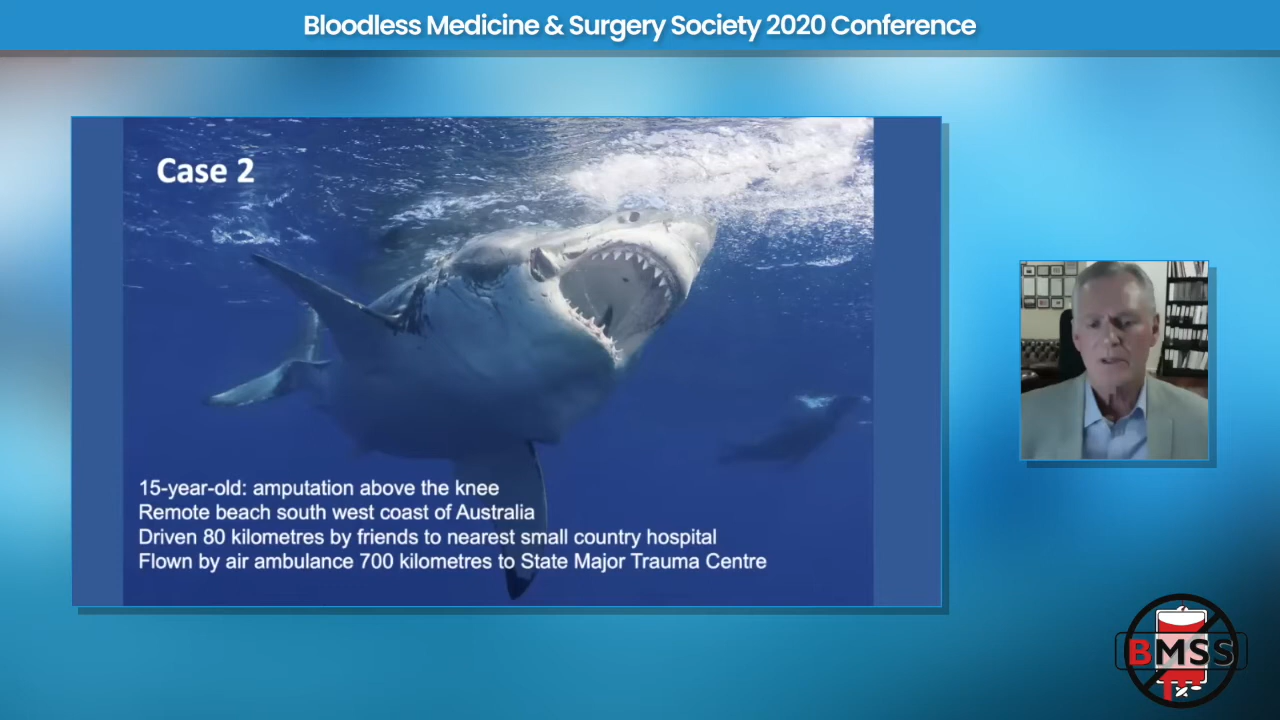 Bloodless Medicine & Surgery Society 2020 Conference
Case 2
15-year-old: amputation above the knee
Remote beach south west coast of Australia
Driven 80 kilometres by friends to nearest small country hospital
Flown by air ambulance 700 kilometres to State Major Trauma Centre
BMSS